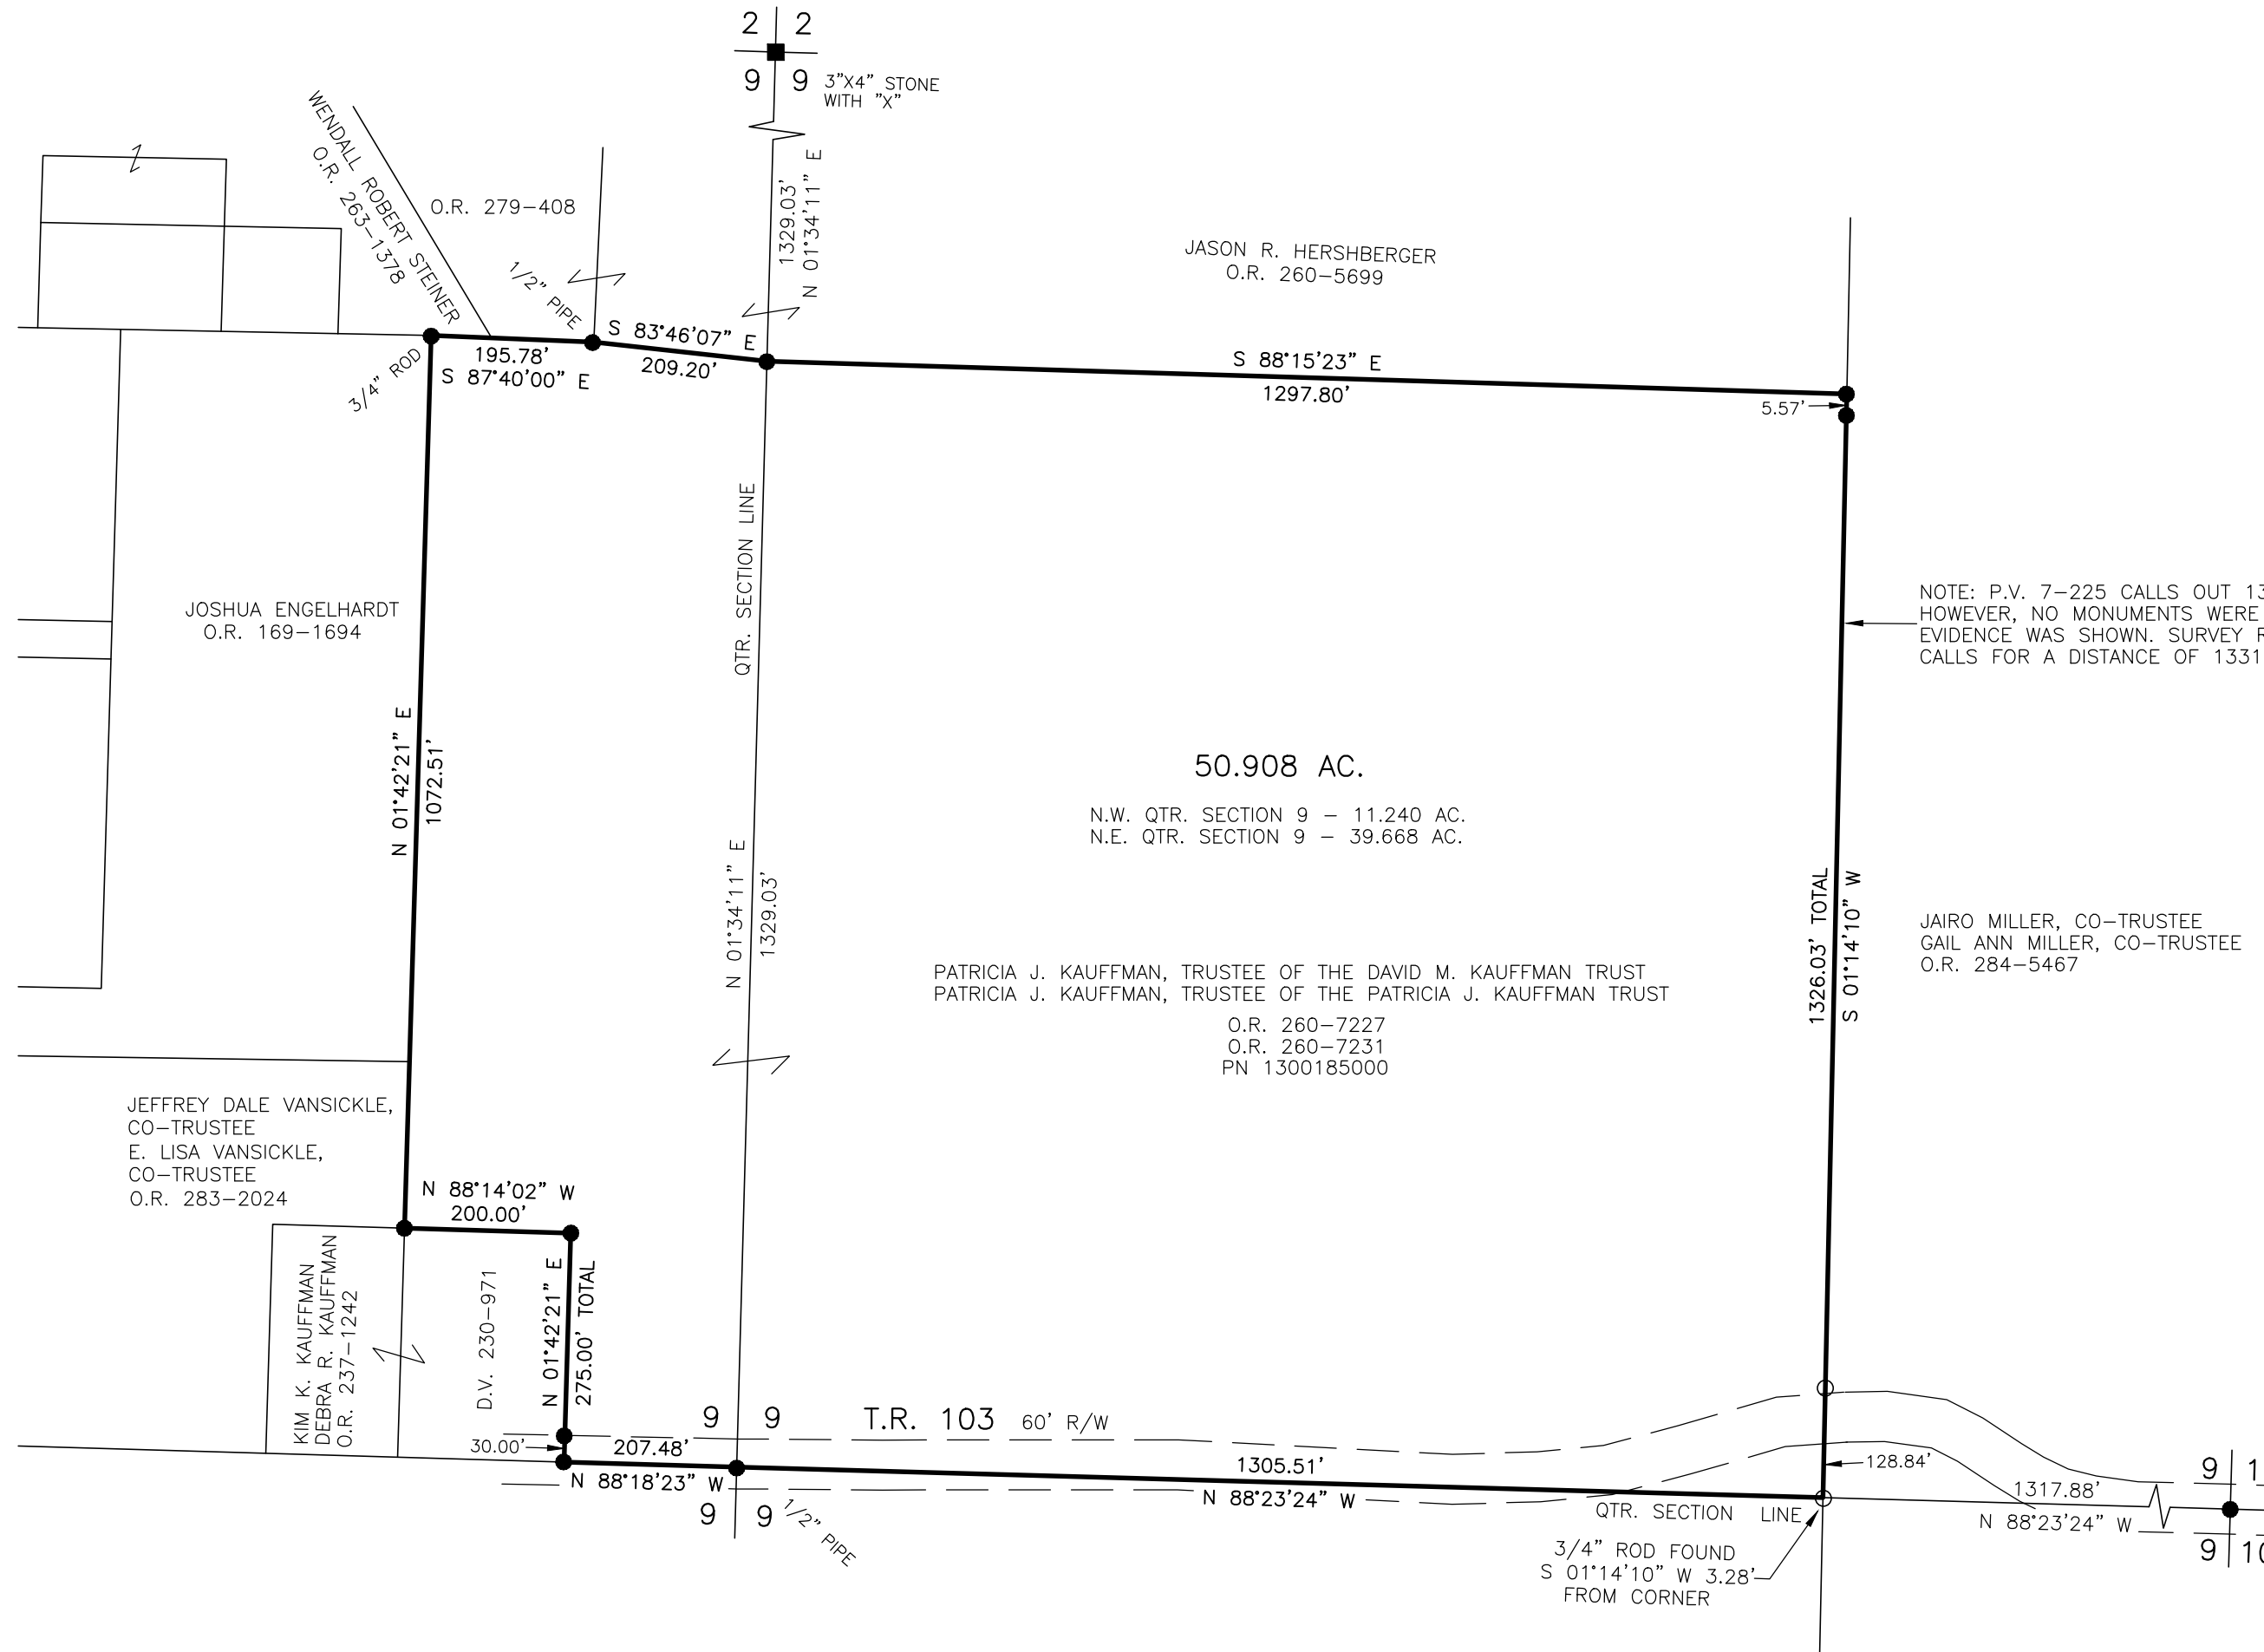 2 2
9 9
3"X4" STONE
WITH "X"
1329.03'
N 01°34'11" E
WENDALL ROBERT STEINER
O.R. 263-1378
O.R. 279-408
1/2" PIPE
JASON R. HERSHBERGER
O.R. 260-5699
3/4" ROD
195.78'
S 87°40'00" E
S 83°46'07" E
209.20'
S 88°15'23" E
1297.80'
5.57'
QTR. SECTION LINE
JOSHUA ENGELHARDT
O.R. 169-1694
NOTE: P.V. 7-225 CALLS OUT
HOWEVER, NO MONUMENTS WERE
EVIDENCE WAS SHOWN. SURVEY
CALLS FOR A DISTANCE OF 1331
N 01°42'21" E
1072.51'
50.908 AC.
N.W. QTR. SECTION 9 - 11.240 AC.
N.E. QTR. SECTION 9 - 39.668 AC.
N 01°34'11" E
1329.03'
1326.03' TOTAL
S 01°14'10" W
JAIRO MILLER, CO-TRUSTEE
GAIL ANN MILLER, CO-TRUSTEE
O.R. 284-5467
PATRICIA J. KAUFFMAN, TRUSTEE OF THE DAVID M. KAUFFMAN TRUST
PATRICIA J. KAUFFMAN, TRUSTEE OF THE PATRICIA J. KAUFFMAN TRUST
O.R. 260-7227
O.R. 260-7231
PN 1300185000
JEFFREY DALE VANSICKLE,
CO-TRUSTEE
E. LISA VANSICKLE,
CO-TRUSTEE
O.R. 283-2024
N 88°14'02" W
200.00'
KIM K. KAUFFMAN
DEBRA R. KAUFFMAN
O.R. 237-1242
D.V. 230-971
N 01°42'21" E
275.00' TOTAL
30.00'
207.48'
N 88°18'23" W
9 9
9 9
1/2" PIPE
T.R. 103 60' R/W
1305.51'
N 88°23'24" W
QTR. SECTION LINE
128.84'
1317.88'
N 88°23'24" W
9
9
3/4" ROD FOUND
S 01°14'10" W 3.28'
FROM CORNER